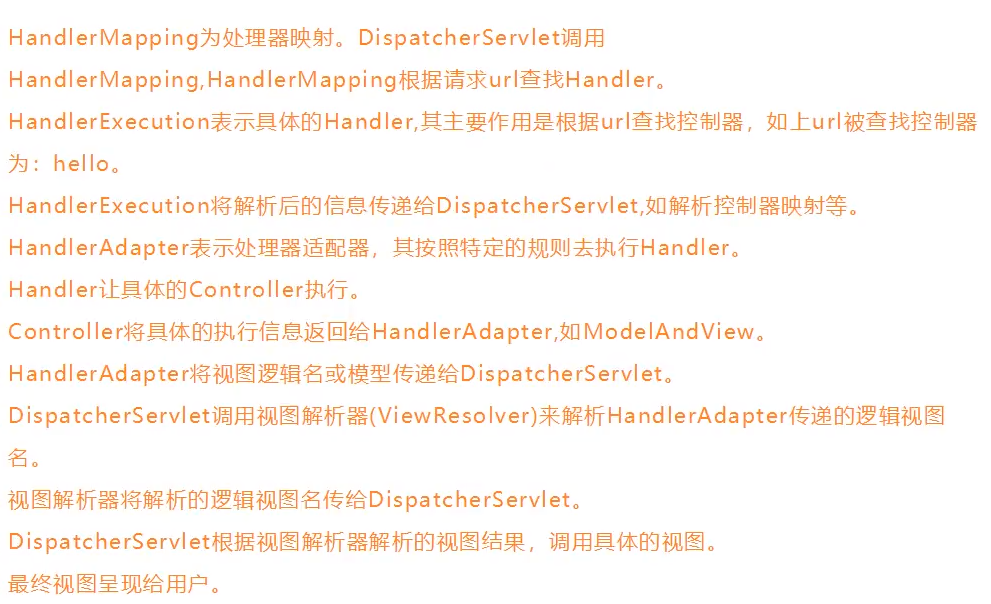 HandlerMapping为处理器映射。DispatcherServlet调用
HandlerMapping,HandlerMapping根据请求url查找Handler。
HandlerExecution表示具体的Handler,其主要作用是根据url查找控制器，如上url被查找控制器
为：hello。
HandlerExecution将解析后的信息传递给DispatcherServlet,如解析控制器映射等。
HandlerAdapter表示处理器适配器，其按照特定的规则去执行Handler。
Handler让具体的Controller执行。
Controller将具体的执行信息返回给HandlerAdapter,如ModelAndView。
HandlerAdapter将视图逻辑名或模型传递给DispatcherServlet。
DispatcherServlet调用视图解析器(ViewResolver)来解析HandlerAdapter传递的逻辑视图
名。
视图解析器将解析的逻辑视图名传给DispatcherServlet。
DispatcherServlet根据视图解析器解析的视图结果，调用具体的视图。
最终视图呈现给用户。